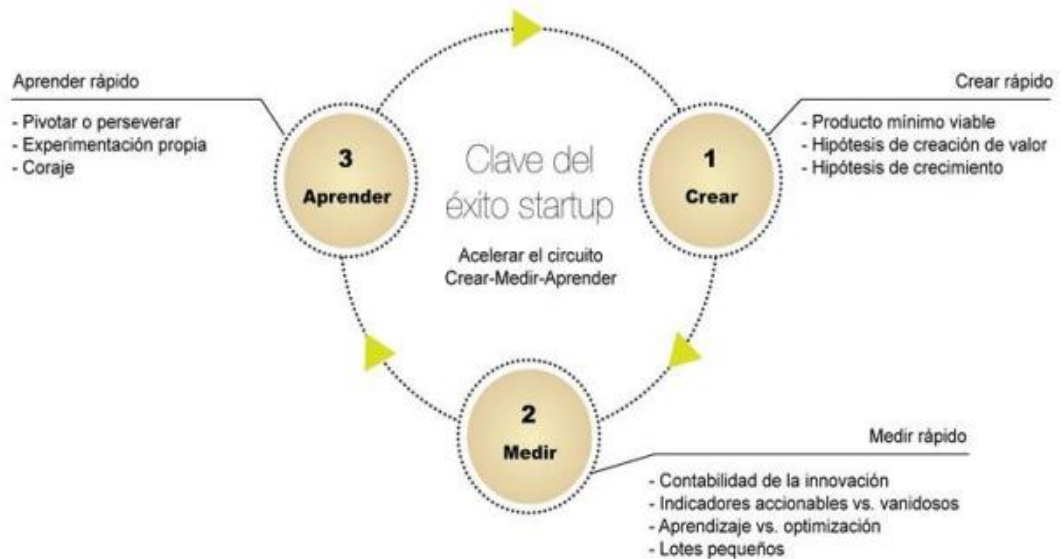 Aprender rápido
- Pivotar o perseverar
- Experimentación propia
- Coraje
3
Aprender
Clave del
éxito startup
Acelerar el circuito
Crear-Medir-Aprender
Crear rápido
- Producto mínimo viable
- Hipótesis de creación de valor
- Hipótesis de crecimiento
1
Crear
2
Medir
Medir rápido
- Contabilidad de la innovación
- Indicadores accionables vs. vanidosos
- Aprendizaje vs. optimización
- Lotes pequeños